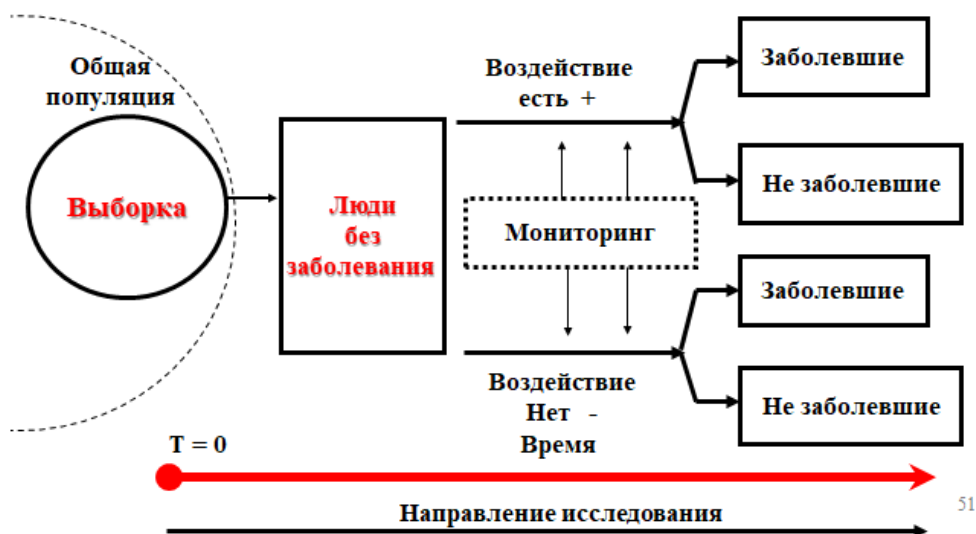 Общая
популяция
Выборка
Люди
без
заболевания
Воздействие
есть +
Мониторинг
Воздействие
Нет -
Время
Заболевшие
Не заболевшие
Заболевшие
Не заболевшие
T = 0
Направление исследования
51